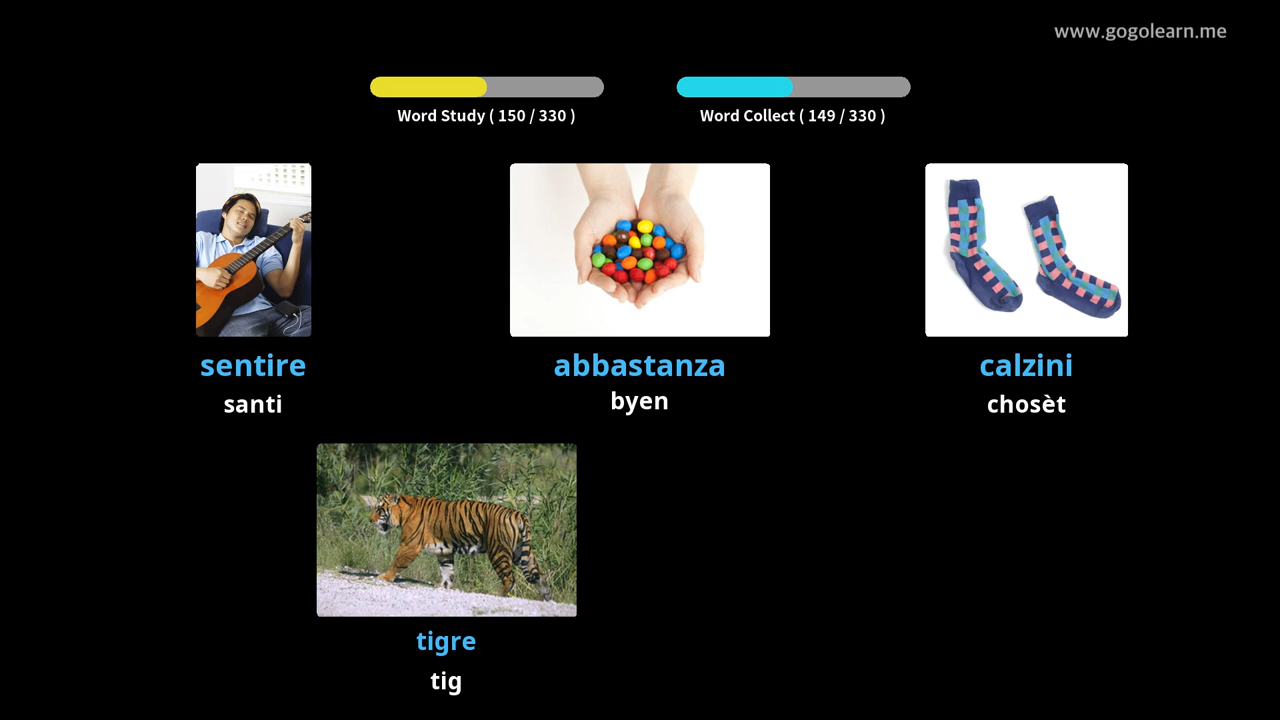 www.gogolearn.me
Word Study ( 150 / 330 )
Word Collect ( 149 / 330 )
sentire
santi
abbastanza
byen
calzini
chosèt
tigre
tig